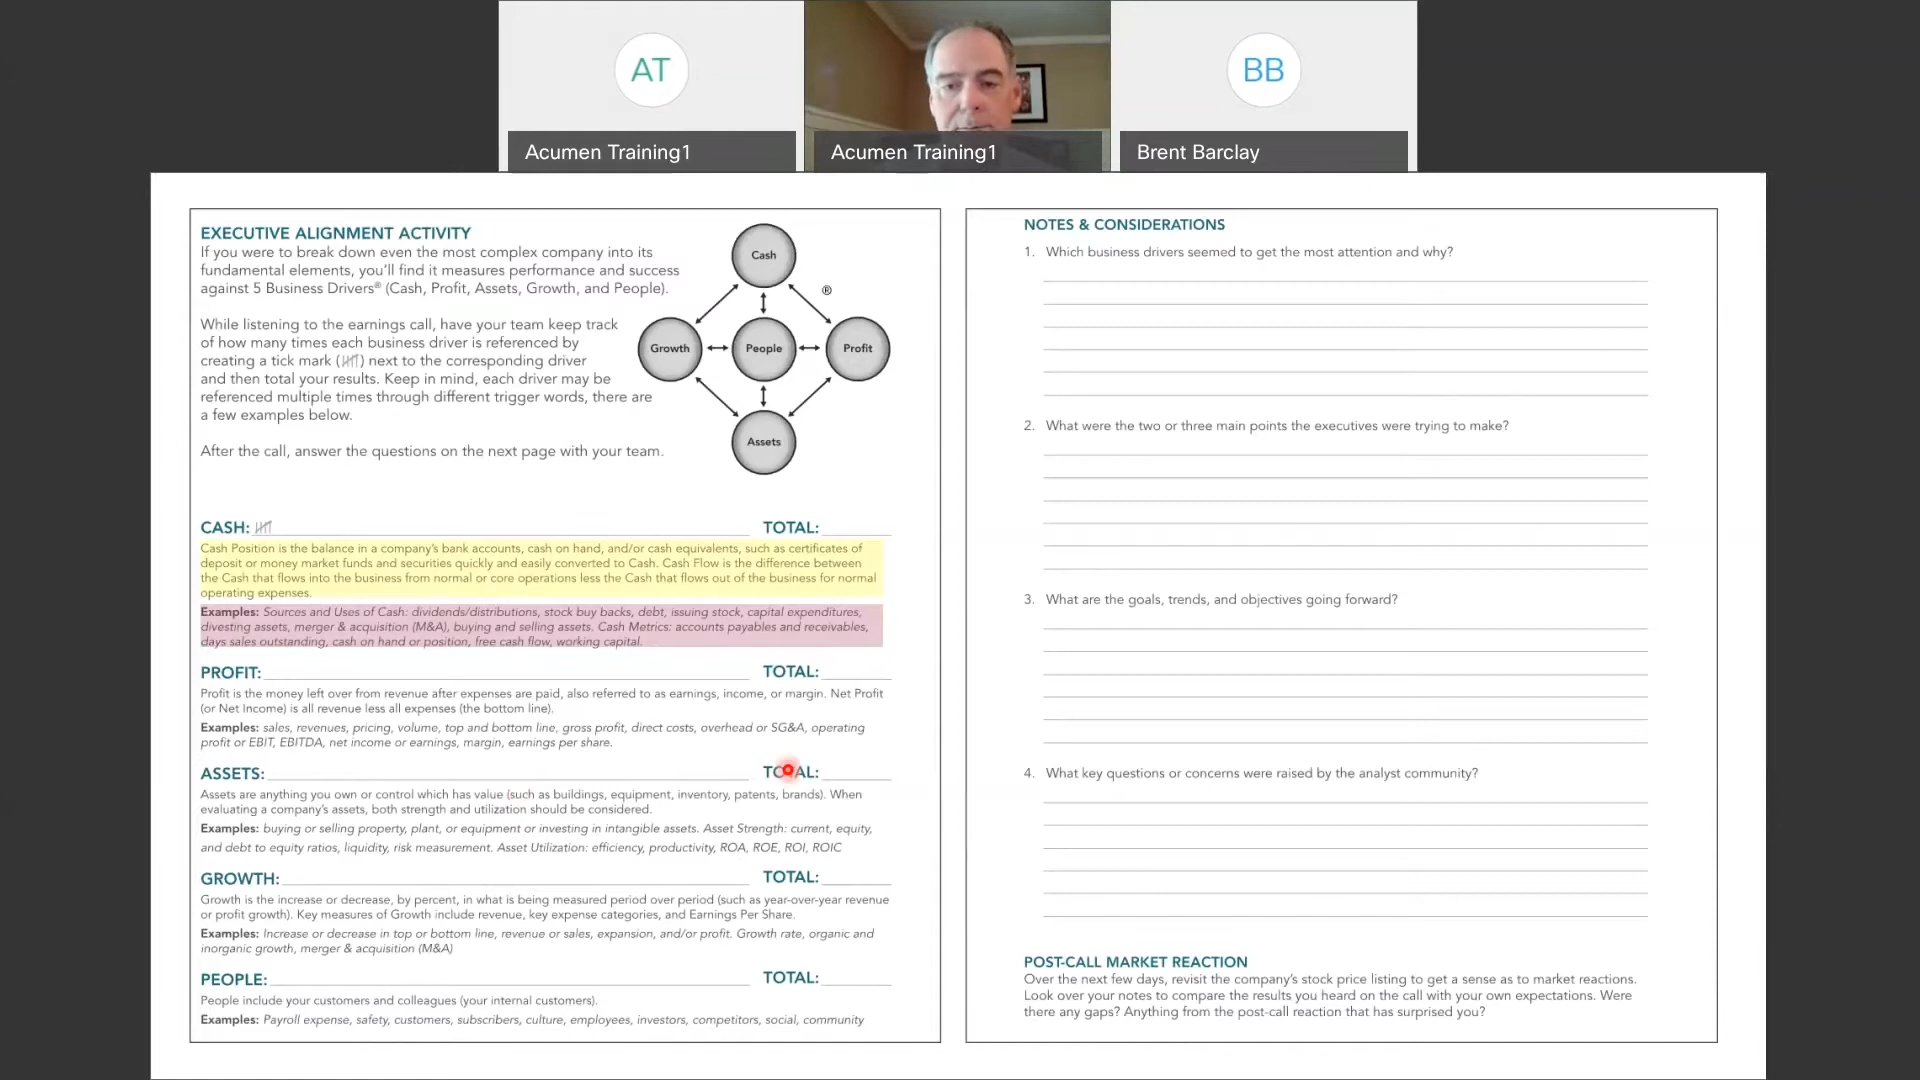 AT
BB
Acumen Training1
Acumen Training1
Brent Barclay
EXECUTIVE ALIGNMENT ACTIVITY
If you were to break down even the most complex company into its
fundamental elements, you'll find it measures performance and success
against 5 Business Drivers® (Cash, Profit, Assets, Growth, and People).
While listening to the earnings call, have your team keep track
of how many times each business driver is referenced by
creating a tick mark ( ) next to the corresponding driver
and then total your results. Keep in mind, each driver may be
referenced multiple times through different trigger words, there are
a few examples below.
After the call, answer the questions on the next page with your team.
Cash
®
Growth
People
Profit
Assets
CASH: TOTAL:
Cash Position is the balance in a company's bank accounts, cash on hand, and/or cash equivalents, such as certificates of
deposit or money market funds and securities quickly and easily converted to Cash. Cash Flow is the difference between
the Cash that flows into the business from normal or core operations less the Cash that flows out of the business for normal
operating expenses.
Examples: Sources and Uses of Cash: dividends/distributions, stock buy backs, debt, issuing stock, capital expenditures,
divesting assets, merger & acquisition (M&A), buying and selling assets. Cash Metrics: accounts payables and receivables,
days sales outstanding, cash on hand or position, free cash flow, working capital.
PROFIT: TOTAL:
Profit is the money left over from revenue after expenses are paid, also referred to as earnings, income, or margin. Net Profit
(or Net Income) is all revenue less all expenses (the bottom line).
Examples: sales, revenues, pricing, volume, top and bottom line, gross profit, direct costs, overhead or SG&A, operating
profit or EBIT, EBITDA, net income or earnings, margin, earnings per share.
ASSETS: TOTAL:
Assets are anything you own or control which has value (such as buildings, equipment, inventory, patents, brands). When
evaluating a company's assets, both strength and utilization should be considered.
Examples: buying or selling property, plant, or equipment or investing in intangible assets. Asset Strength: current, equity,
and debt to equity ratios, liquidity, risk measurement. Asset Utilization: efficiency, productivity, ROA, ROE, ROI, ROIC
GROWTH: TOTAL:
Growth is the increase or decrease, by percent, in what is being measured period over period (such as year-over-year revenue
or profit growth). Key measures of Growth include revenue, key expense categories, and Earnings Per Share.
Examples: Increase or decrease in top or bottom line, revenue or sales, expansion, and/or profit. Growth rate, organic and
inorganic growth, merger & acquisition (M&A)
PEOPLE: TOTAL:
People include your customers and colleagues (your internal customers).
Examples: Payroll expense, safety, customers, subscribers, culture, employees, investors, competitors, social, community
NOTES & CONSIDERATIONS
1. Which business drivers seemed to get the most attention and why?
2. What were the two or three main points the executives were trying to make?
3. What are the goals, trends, and objectives going forward?
4. What key questions or concerns were raised by the analyst community?
POST-CALL MARKET REACTION
Over the next few days, revisit the company's stock price listing to get a sense as to market reactions.
Look over your notes to compare the results you heard on the call with your own expectations. Were
there any gaps? Anything from the post-call reaction that has surprised you?